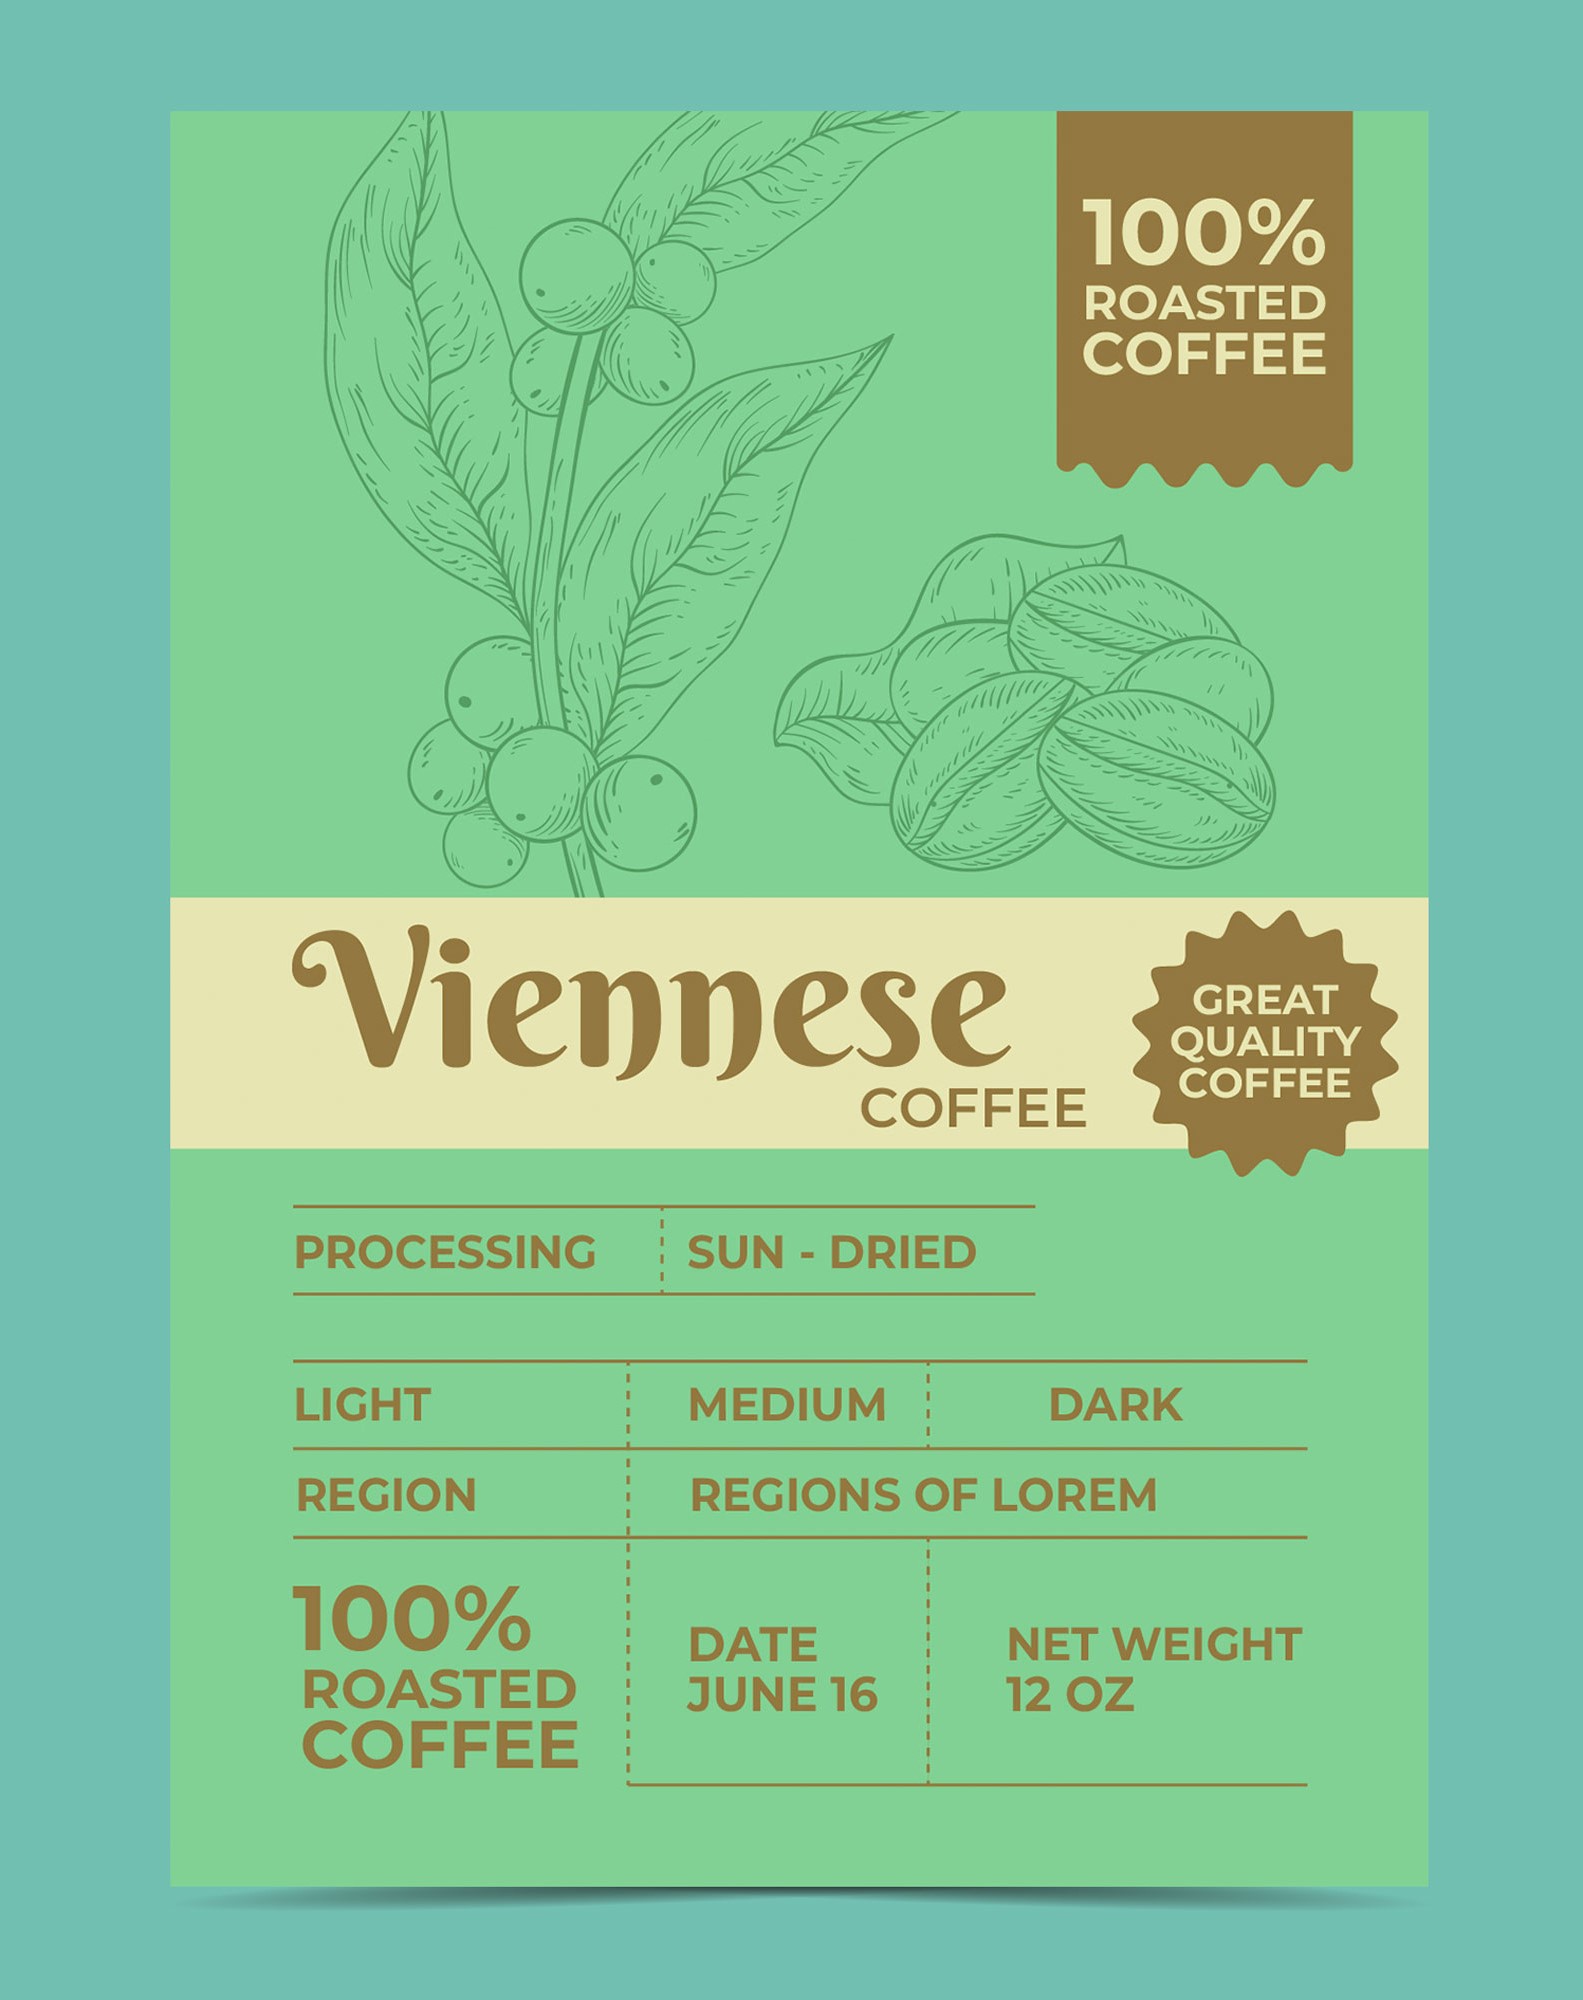 100%
ROASTED
COFFEE
Viennese
COFFEE
GREAT
QUALITY
COFFEE
PROCESSING SUN - DRIED
LIGHT MEDIUM DARK
REGION REGIONS OF LOREM
100%
ROASTED
COFFEE
DATE
JUNE 16
NET WEIGHT
12 OZ